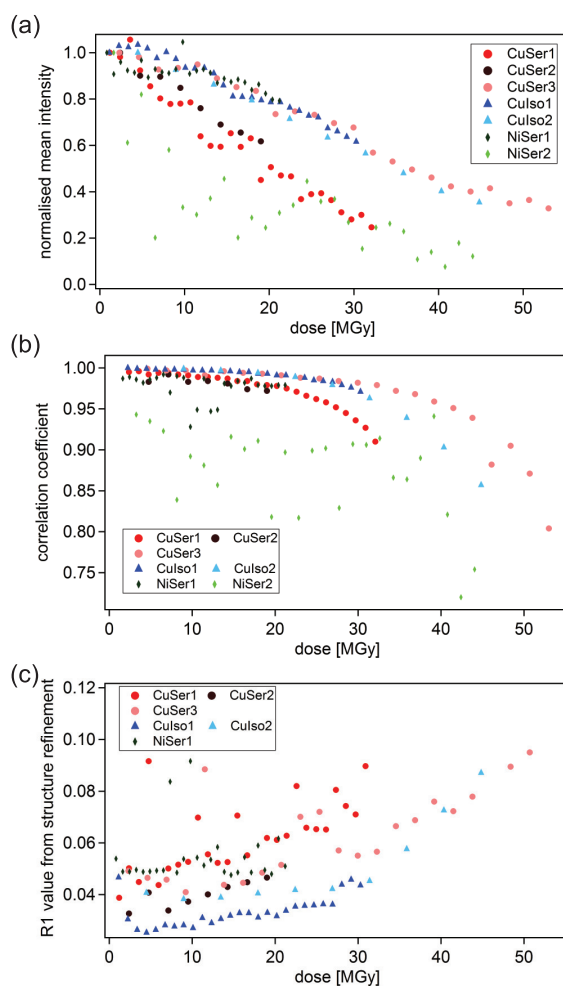 (a)
normalised mean intensity
1.0
0.8
0.6
0.4
0.2
0.0
CuSer1
CuSer2
CuSer3
CuIso1
CuIso2
NiSer1
NiSer2
0 10 20 30 40 50
dose [MGy]
(b)
correlation coefficient
1.00
0.95
0.90
0.85
0.80
0.75
CuSer1 CuSer2
CuSer3
CuIso1 CuIso2
NiSer1 NiSer2
0 10 20 30 40 50
dose [MGy]
(c)
R1 value from structure refinement
0.12
0.10
0.08
0.06
0.04
0.02
CuSer1 CuSer2
CuSer3
CuIso1 CuIso2
NiSer1
0 10 20 30 40 50
dose [MGy]